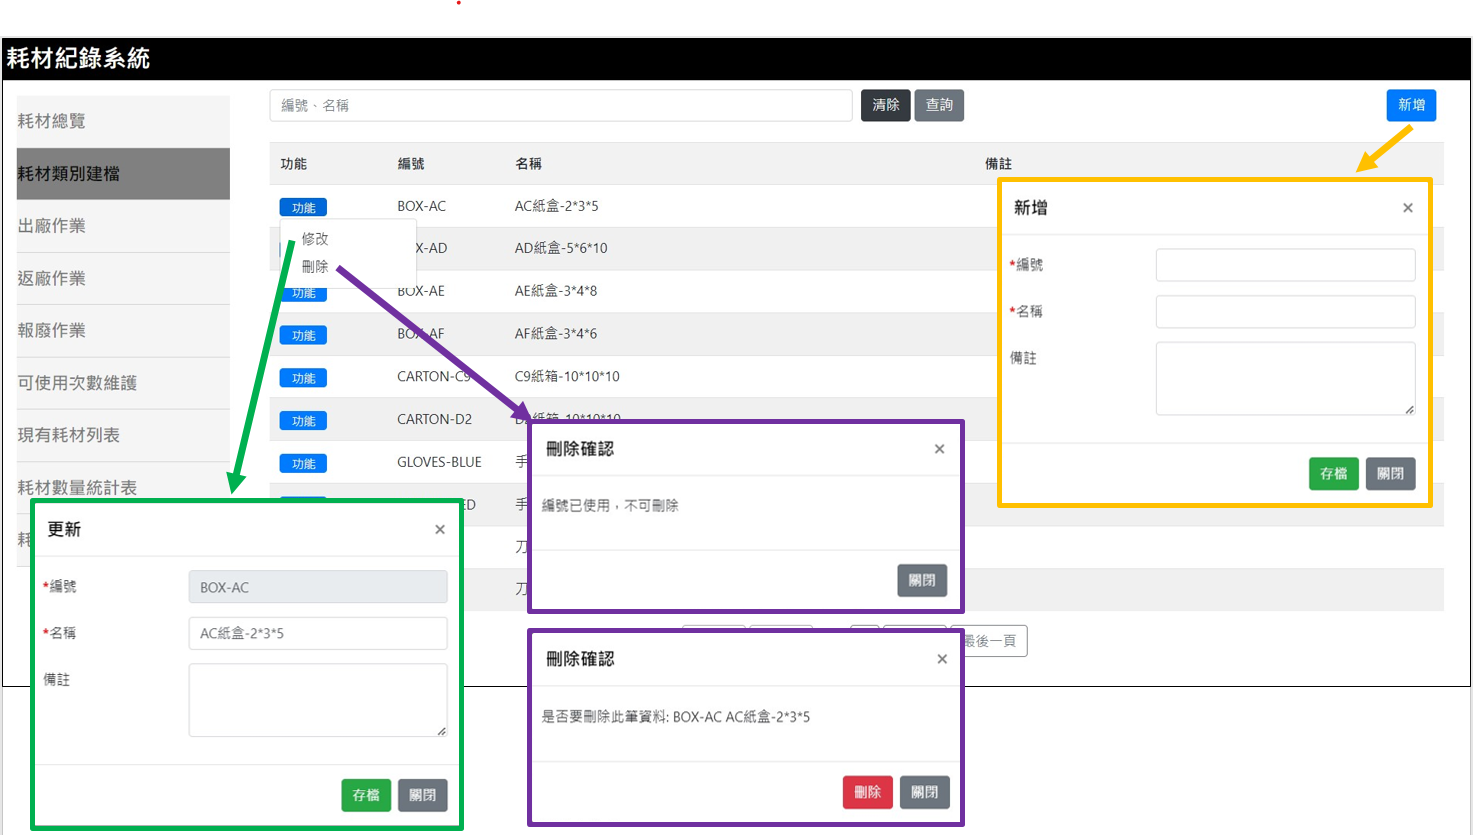 耗材紀錄系統
耗材總覽
耗材類別建檔
出廠作業
返廠作業
報廢作業
可使用次數維護
現有耗材列表
耗材數量統計表
編號、名稱
清除
查詢
新增
功能 編號 名稱 備註
功能 BOX-AC AC紙盒-2*3*5
修改
刪除
X-AD AD紙盒-5*6*10
功能 BOX-AE AE紙盒-3*4*8
功能 BOX-AF AF紙盒-3*4*6
功能 CARTON-C9 C9紙箱-10*10*10
功能 CARTON-D2 D2紙箱-10*10*10
功能 GLOVES-BLUE 手
ED 手
刀
刀
最後一頁
新增 ×
*編號
*名稱
備註
存檔 關閉
刪除確認 ×
編號已使用，不可刪除
關閉
更新 ×
*編號 BOX-AC
*名稱 AC紙盒-2*3*5
備註
存檔 關閉
刪除確認 ×
是否要刪除此筆資料: BOX-AC AC紙盒-2*3*5
刪除 關閉